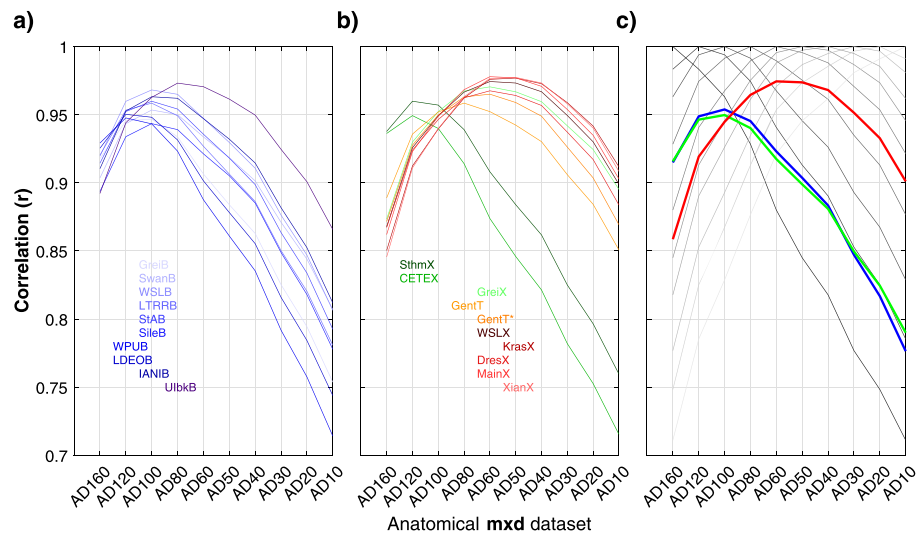 a)
b)
c)
Correlation (r)
1
0.95
0.9
0.85
0.8
0.75
0.7
GreiB
SwanB
WSLB
LTRRB
StAB
SileB
WPUB
LDEOB
IANIB
UIbkB
AD160
AD120
AD100
AD80
AD60
AD50
AD40
AD30
AD20
AD10
SthmX
CETEX
GreiX
GentT
GentT*
WSLX
KrasX
DresX
MainX
XianX
AD160
AD120
AD100
AD80
AD60
AD50
AD40
AD30
AD20
AD10
AD160
AD120
AD100
AD80
AD60
AD50
AD40
AD30
AD20
AD10
Anatomical mxd dataset